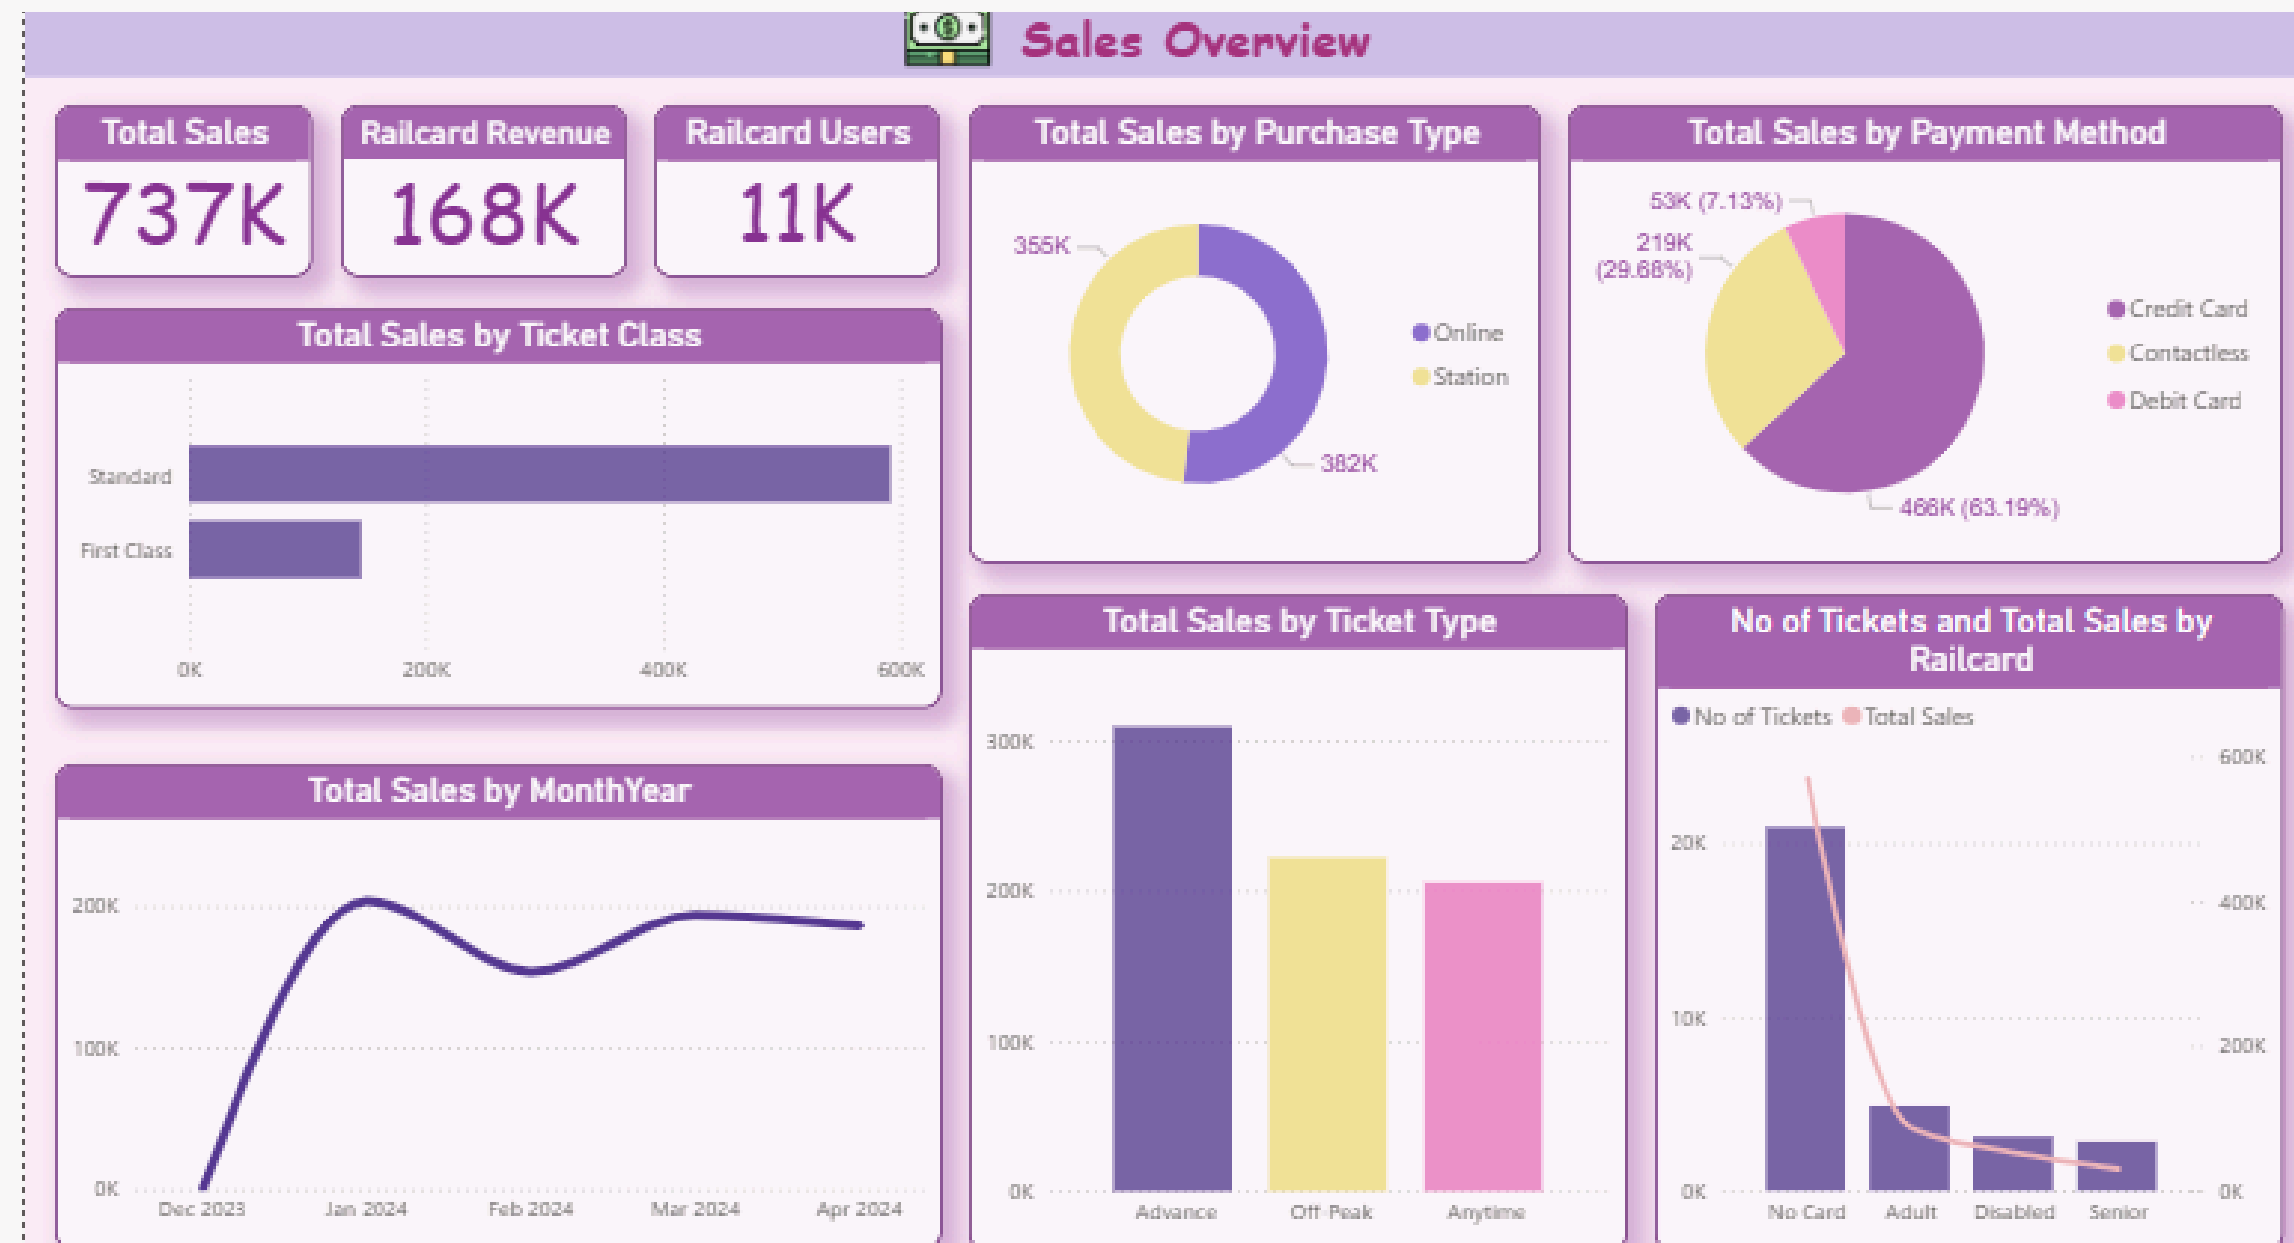 Sales Overview
Total Sales
737K
Railcard Revenue
168K
Railcard Users
11K
Total Sales by Purchase Type
355K
382K
Online
Station
Total Sales by Payment Method
53K (7.13%)
219K
(29.68%)
466K (63.19%)
Credit Card
Contactless
Debit Card
Total Sales by Ticket Class
Standard
First Class
0K 200K 400K 600K
Total Sales by MonthYear
200K
100K
0K
Dec 2023 Jan 2024 Feb 2024 Mar 2024 Apr 2024
Total Sales by Ticket Type
300K
200K
100K
0K
Advance Off-Peak Anytime
No of Tickets and Total Sales by
Railcard
No of Tickets Total Sales
600K
20K
400K
10K
200K
0K 0K
No Card Adult Disabled Senior